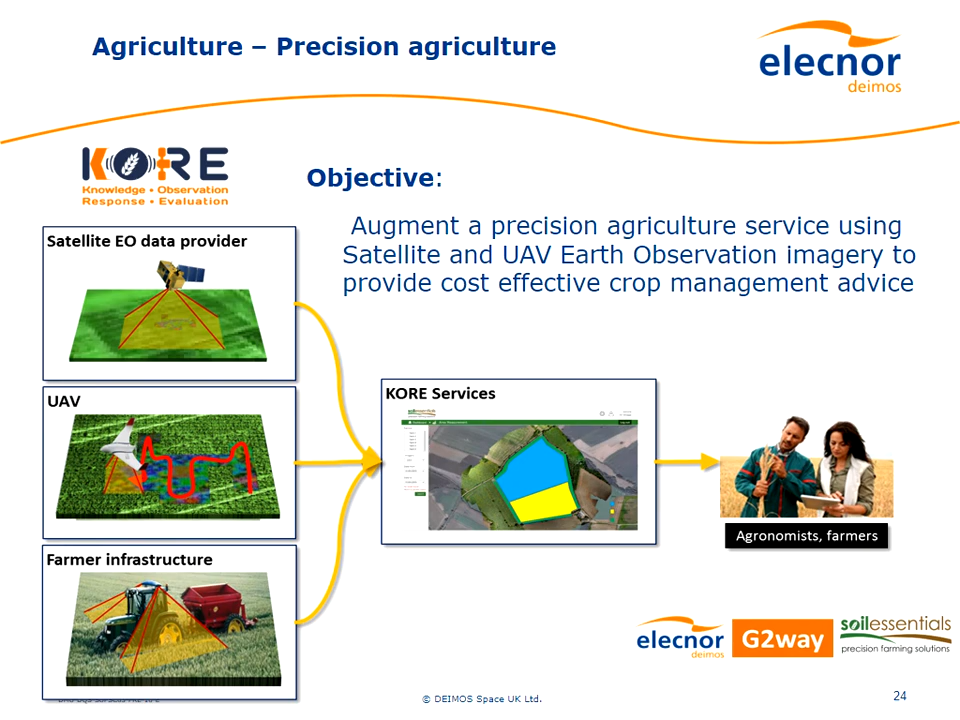 Agriculture – Precision agriculture
elecnor
deimos
KORE
Knowledge • Observation
Response • Evaluation
Objective:
Augment a precision agriculture service using
Satellite and UAV Earth Observation imagery to
provide cost effective crop management advice
Satellite EO data provider
UAV
Farmer infrastructure
KORE Services
soilessentials
Agronomists, farmers
elecnor
deimos
G2way
soilessentials
precision farming solutions
© DEIMOS Space UK Ltd.
24